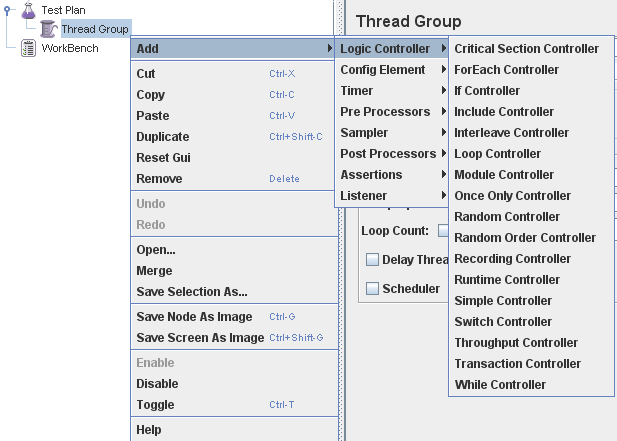 Test Plan
Thread Group
WorkBench
Thread Group
Add
Cut Ctrl-X
Copy Ctrl-C
Paste Ctrl-V
Duplicate Ctrl+Shift-C
Reset Gui
Remove Delete
Undo
Redo
Open...
Merge
Save Selection As...
Save Node As Image Ctrl-G
Save Screen As Image Ctrl+Shift-G
Enable
Disable
Toggle Ctrl-T
Help
Logic Controller
Config Element
Timer
Pre Processors
Sampler
Post Processors
Assertions
Listener
Critical Section Controller
ForEach Controller
If Controller
Include Controller
Interleave Controller
Loop Controller
Module Controller
Once Only Controller
Random Controller
Random Order Controller
Recording Controller
Runtime Controller
Simple Controller
Switch Controller
Throughput Controller
Transaction Controller
While Controller
Loop Count:
Delay Threa
Scheduler